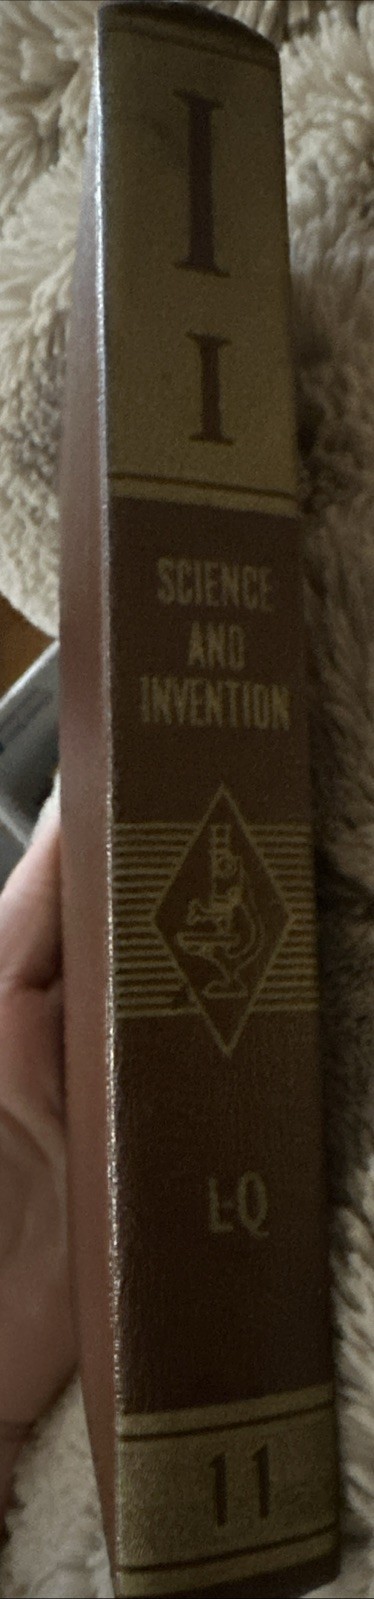 I
I
SCIENCE
AND
INVENTION
L-Q
11